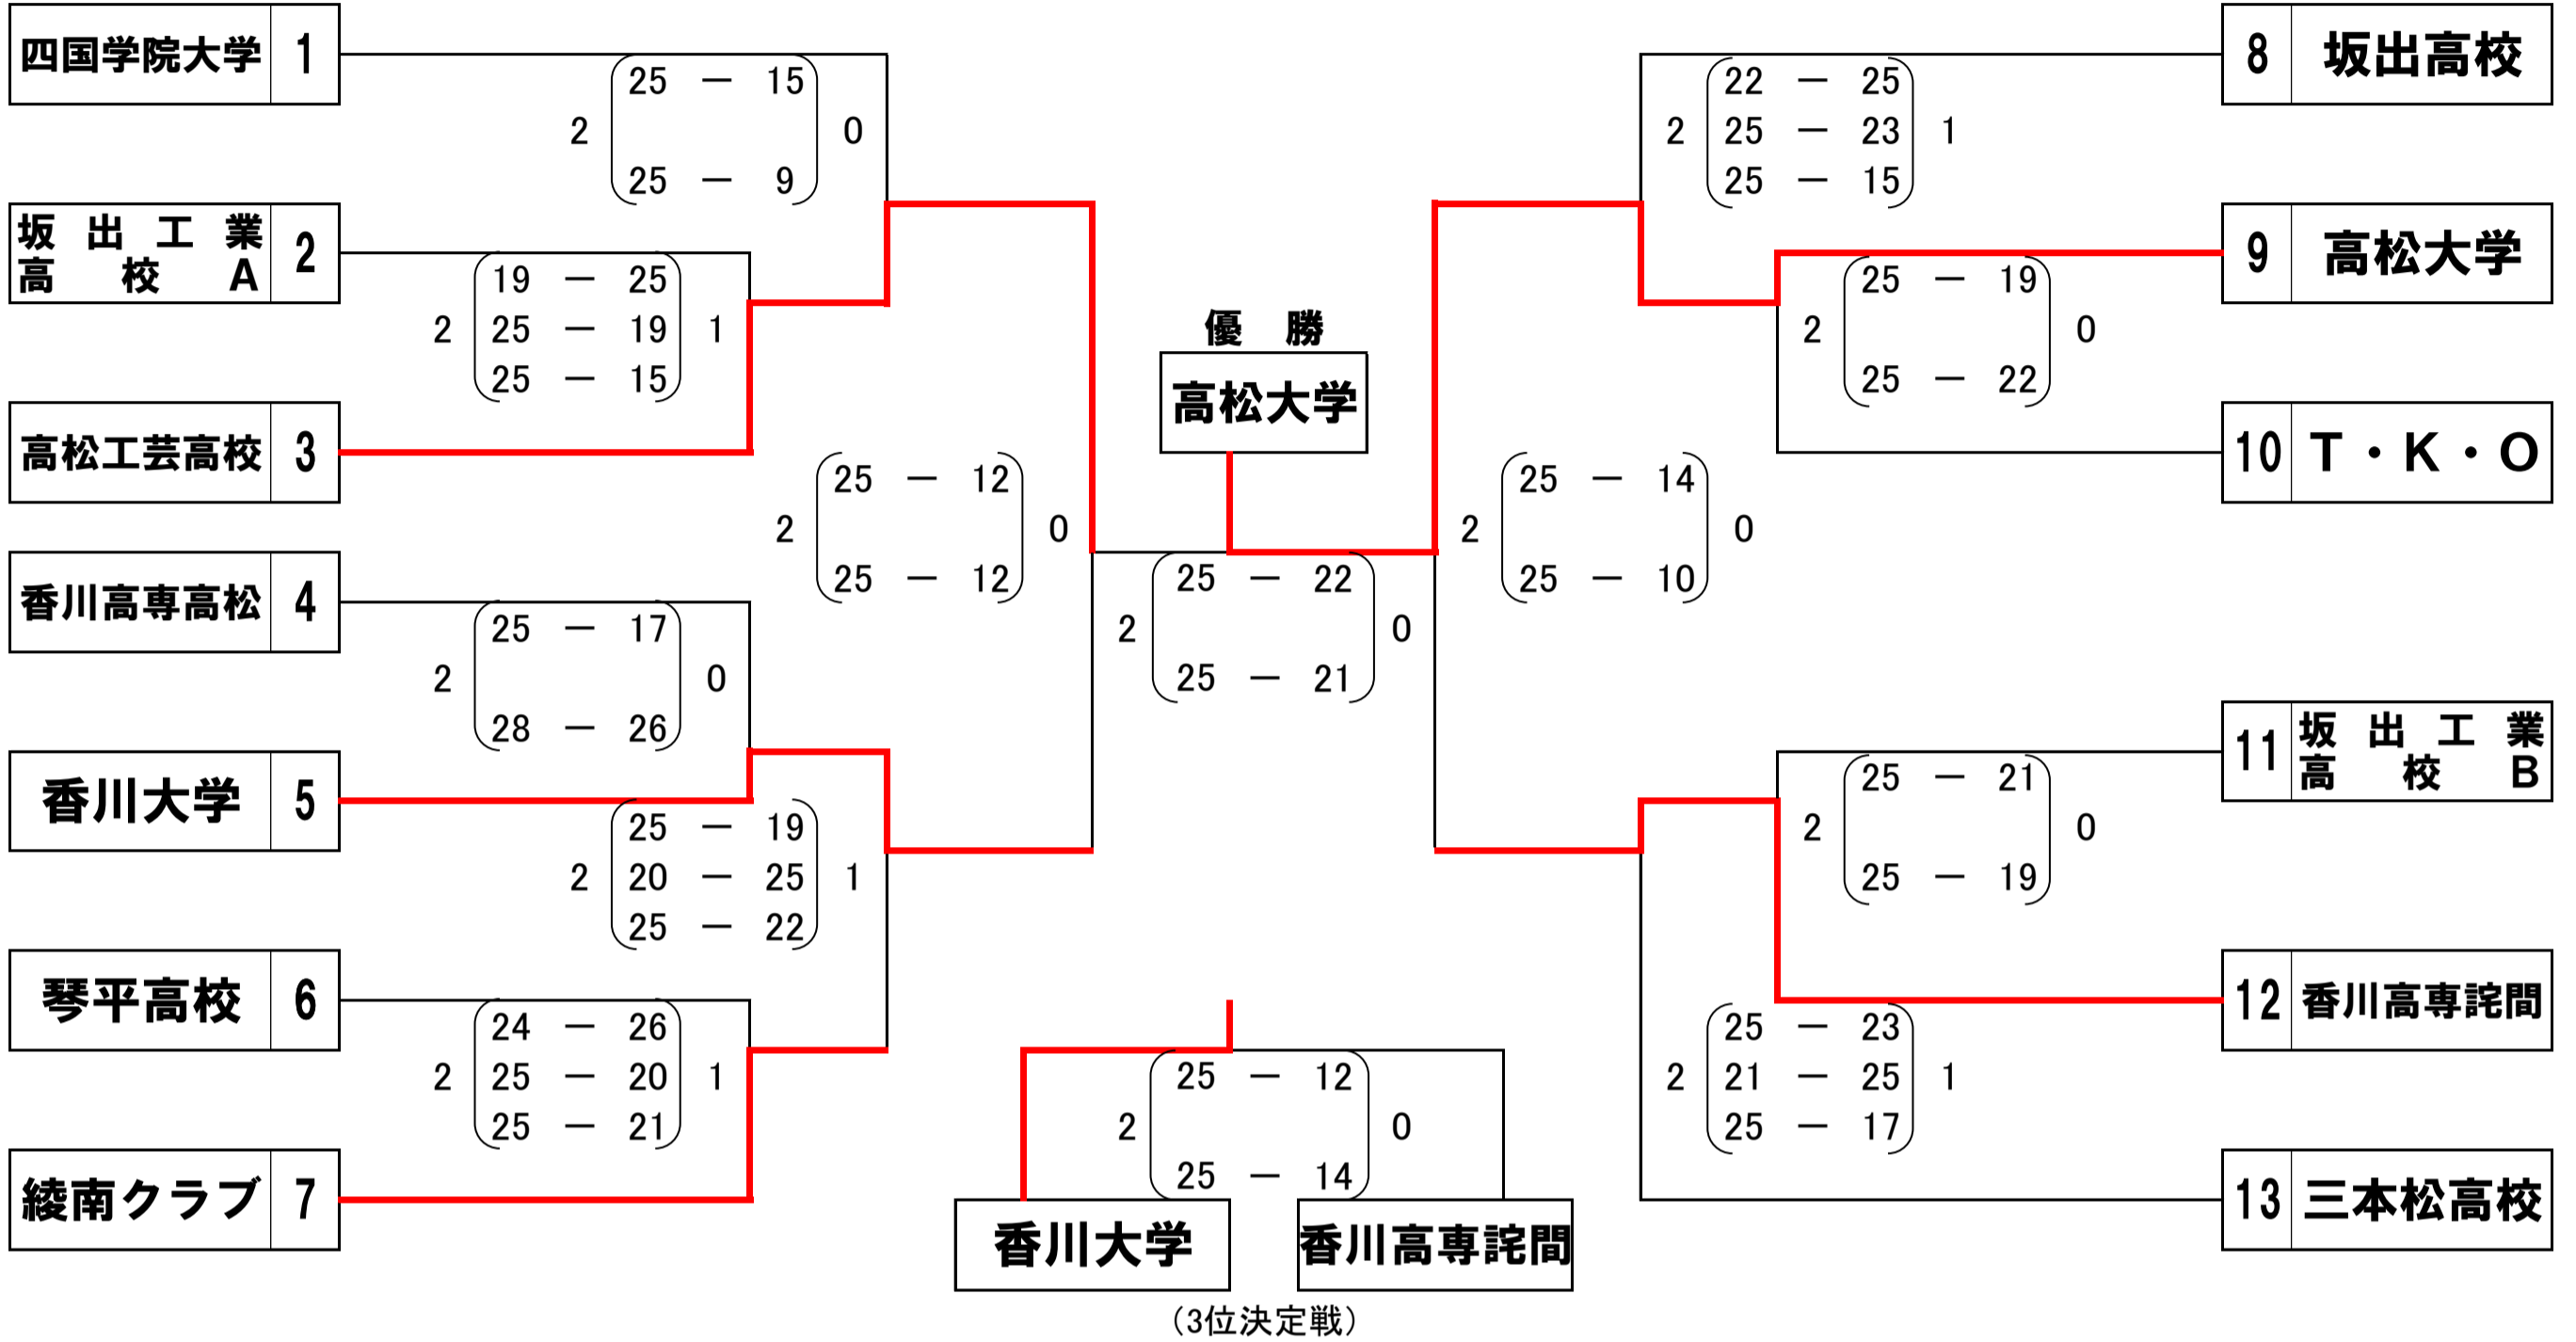 四国学院大学 1
25 － 15
2 0
25 － 9
坂出工業
高校A 2
19 － 25
2 25 － 19 1
25 － 15
高松工芸高校 3
25 － 12
2 0
25 － 12
香川高専高松 4
25 － 17
2 0
28 － 26
香川大学 5
25 － 19
2 20 － 25 1
25 － 22
琴平高校 6
24 － 26
2 25 － 20 1
25 － 21
綾南クラブ 7
優勝
高松大学
25 － 22
2 0
25 － 21
8 坂出高校
22 － 25
2 25 － 23 1
25 － 15
9 高松大学
25 － 19
2 0
25 － 22
10 T・K・O
25 － 14
2 0
25 － 10
11 坂出工業
高校B
25 － 21
2 0
25 － 19
12 香川高専詫間
25 － 23
2 21 － 25 1
25 － 17
13 三本松高校
25 － 12
2 0
25 － 14
香川大学 香川高専詫間
（3位決定戦）